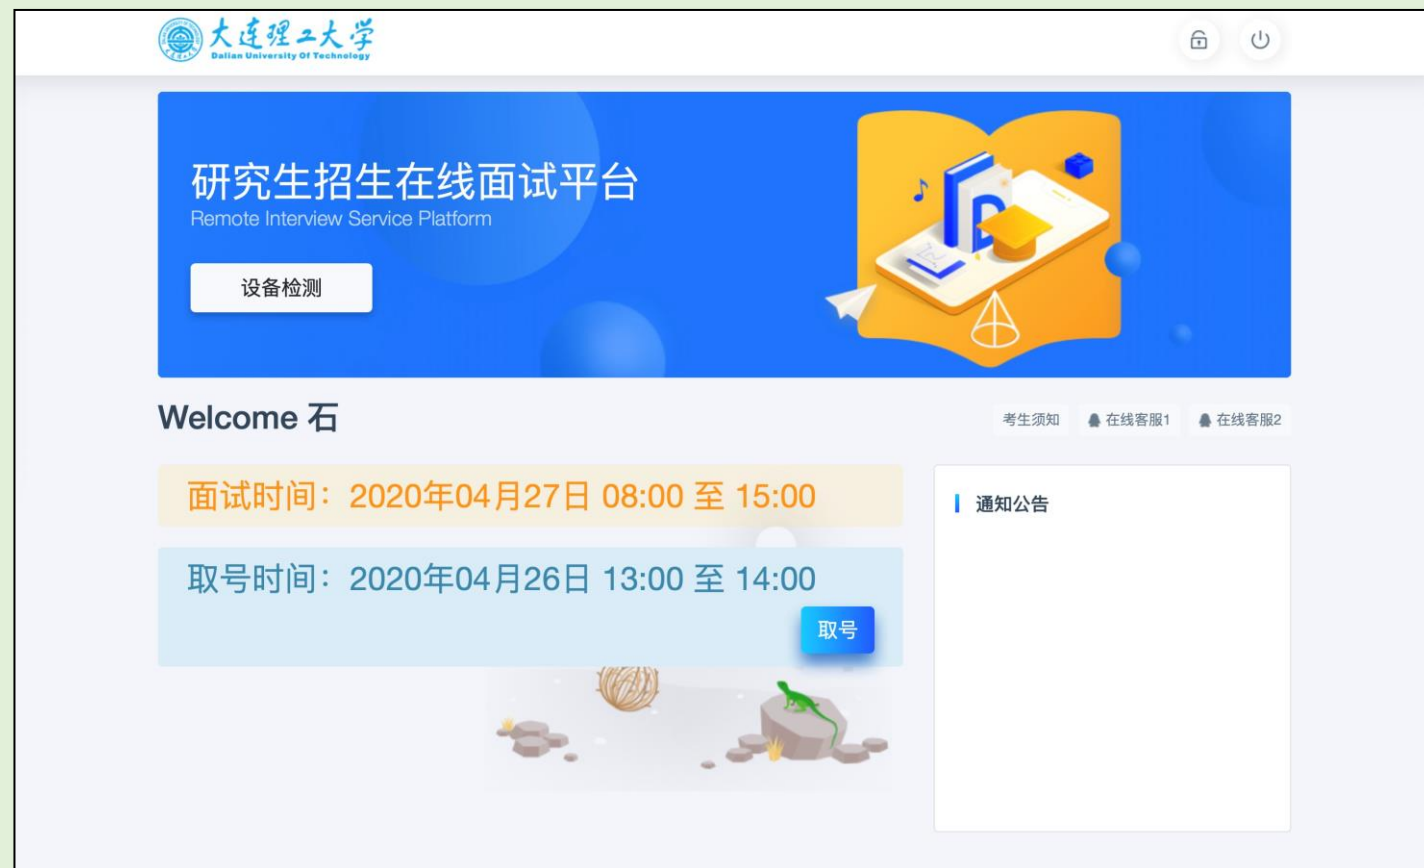 大连理工大学
Dalian University Of Technology
研究生招生在线面试平台
Remote Interview Service Platform
设备检测
Welcome 石
考生须知
在线客服1
在线客服2
面试时间：2020年04月27日 08:00 至 15:00
取号时间：2020年04月26日 13:00 至 14:00
取号
通知公告